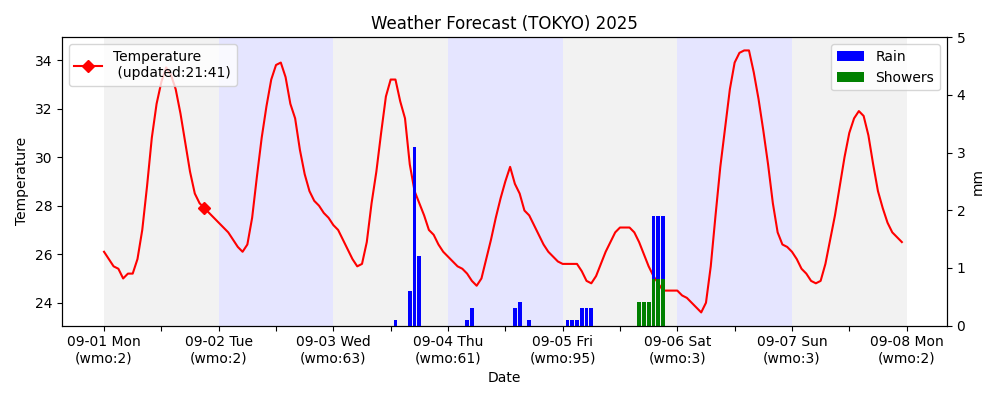 Weather Forecast (TOKYO) 2025
Temperature
(updated:21:41)
Rain
Showers
34
32
30
28
26
24
Temperature
5
4
3
2
1
0
mm
09-01 Mon
(wmo:2)
09-02 Tue
(wmo:2)
09-03 Wed
(wmo:63)
09-04 Thu
(wmo:61)
09-05 Fri
(wmo:95)
09-06 Sat
(wmo:3)
09-07 Sun
(wmo:3)
09-08 Mon
(wmo:2)
Date